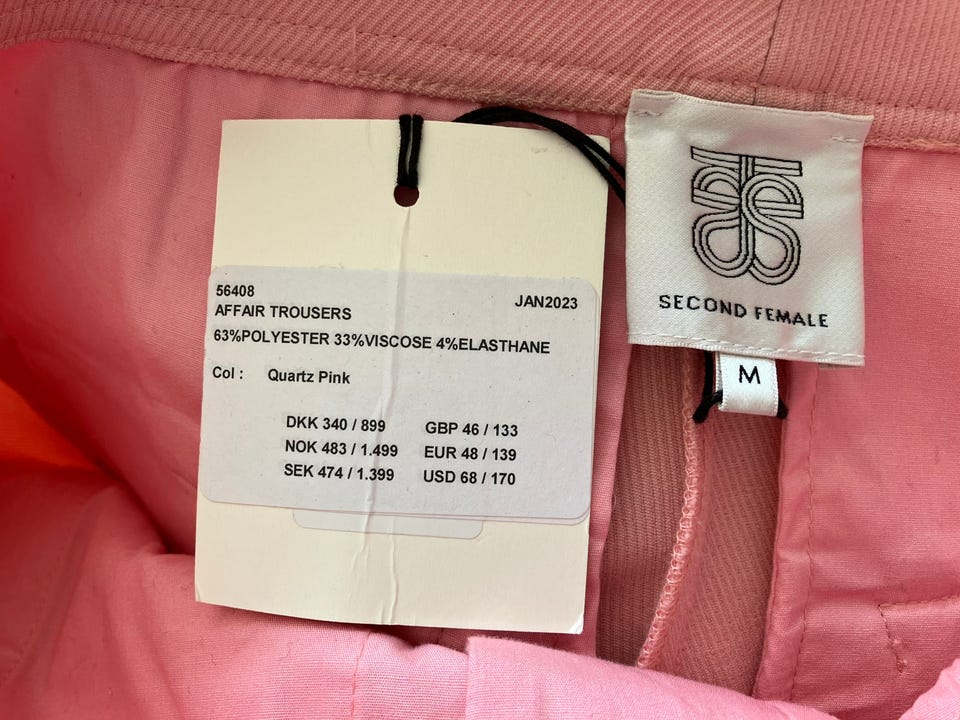 56408
JAN2023
AFFAIR TROUSERS
63%POLYESTER 33%VISCOSE 4%ELASTHANE
Col : Quartz Pink
DKK 340 / 899 GBP 46 / 133
NOK 483 / 1.499 EUR 48 / 139
SEK 474 / 1.399 USD 68 / 170
SECOND FEMALE
M